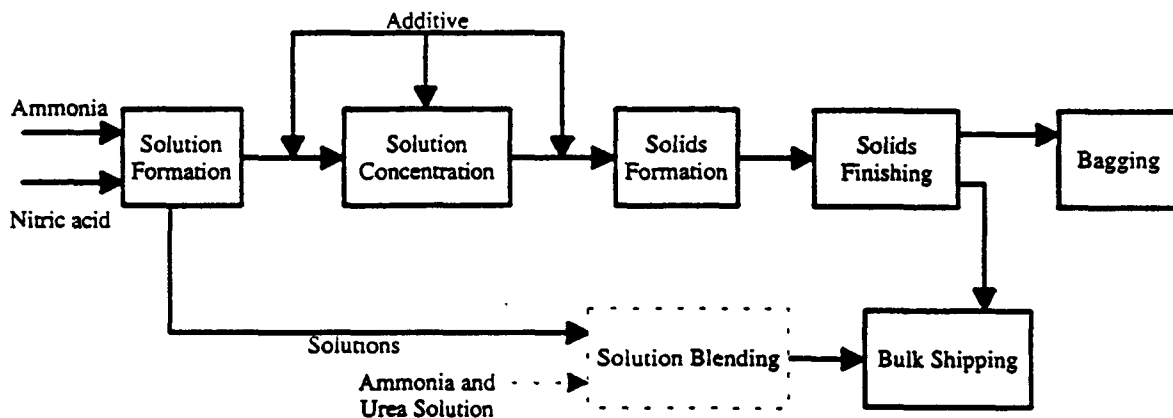 Additive
Ammonia
Nitric acid
Solution
Formation
Solution
Concentration
Solids
Formation
Solids
Finishing
Bagging
Solutions
Ammonia and
Urea Solution
Solution Blending
Bulk Shipping